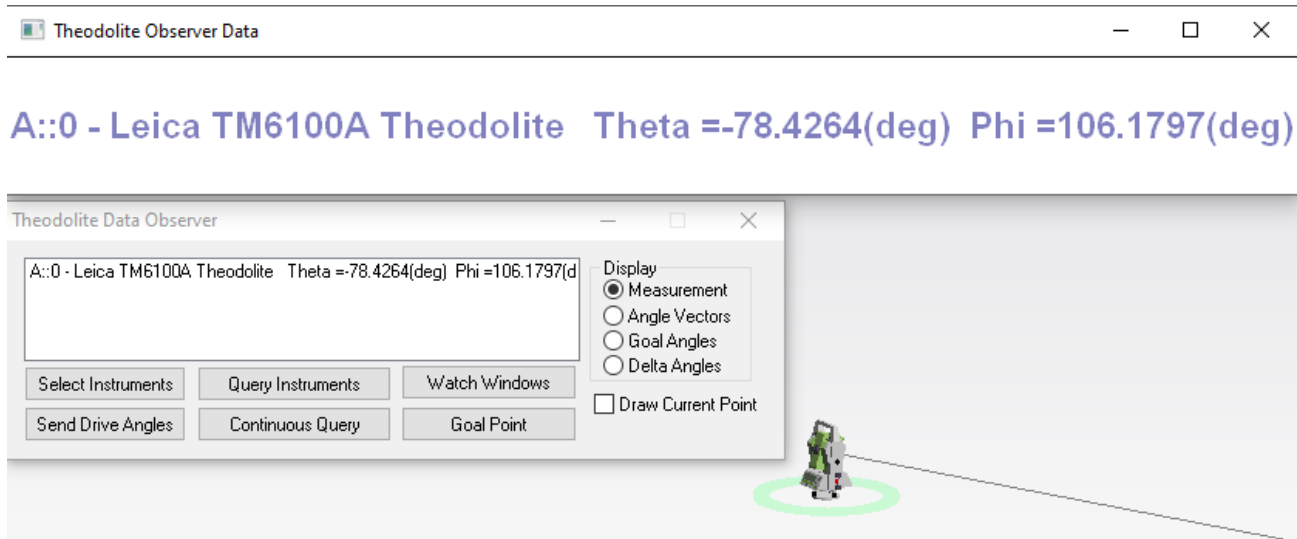 Theodolite Observer Data
A::0 - Leica TM6100A Theodolite Theta =-78.4264(deg) Phi =106.1797(deg)
Theodolite Data Observer
A::0 - Leica TM6100A Theodolite Theta =-78.4264(deg) Phi =106.1797(d
Display
Measurement
Angle Vectors
Goal Angles
Delta Angles
Select Instruments Query Instruments Watch Windows
Draw Current Point
Send Drive Angles Continuous Query Goal Point